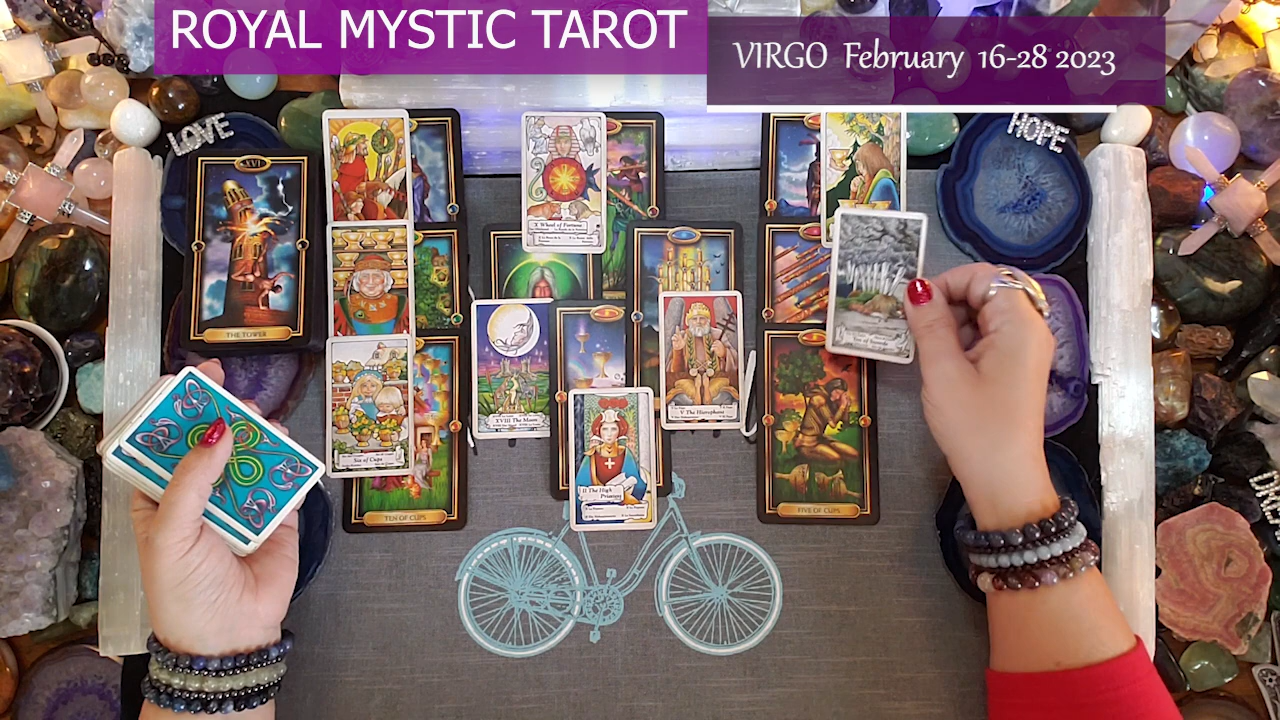 ROYAL MYSTIC TAROT
VIRGO February 16-28 2023
LOVE
HOPE
XVI
THE TOWER
X Wheel of Fortune
XVIII The Moon
V The Hierophant
Six of Cups
II The High
Priestess
TEN OF CUPS
FIVE OF CUPS